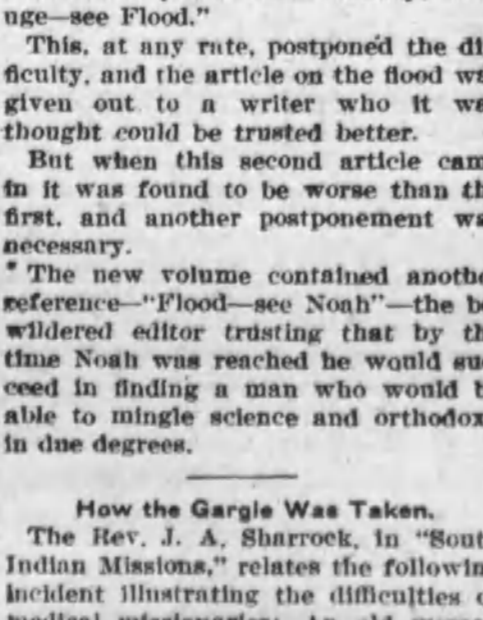 uge—see Flood."
This, at any rate, postponed the di
ficulty, and the article on the flood wa
given out to a writer who it wa
thought could be trusted better.
But when this second article cam
in it was found to be worse than th
first, and another postponement wa
necessary.
The new volume contained anothe
reference—"Flood—see Noah"—the be
wildered editor trusting that by th
time Noah was reached he would suc
ceed in finding a man who would b
able to mingle science and orthodox
in due degrees.
How the Gargle Was Taken.
The Rev. J. A. Sharrock, in "Sout
Indian Missions," relates the followin
incident illustrating the difficulties o